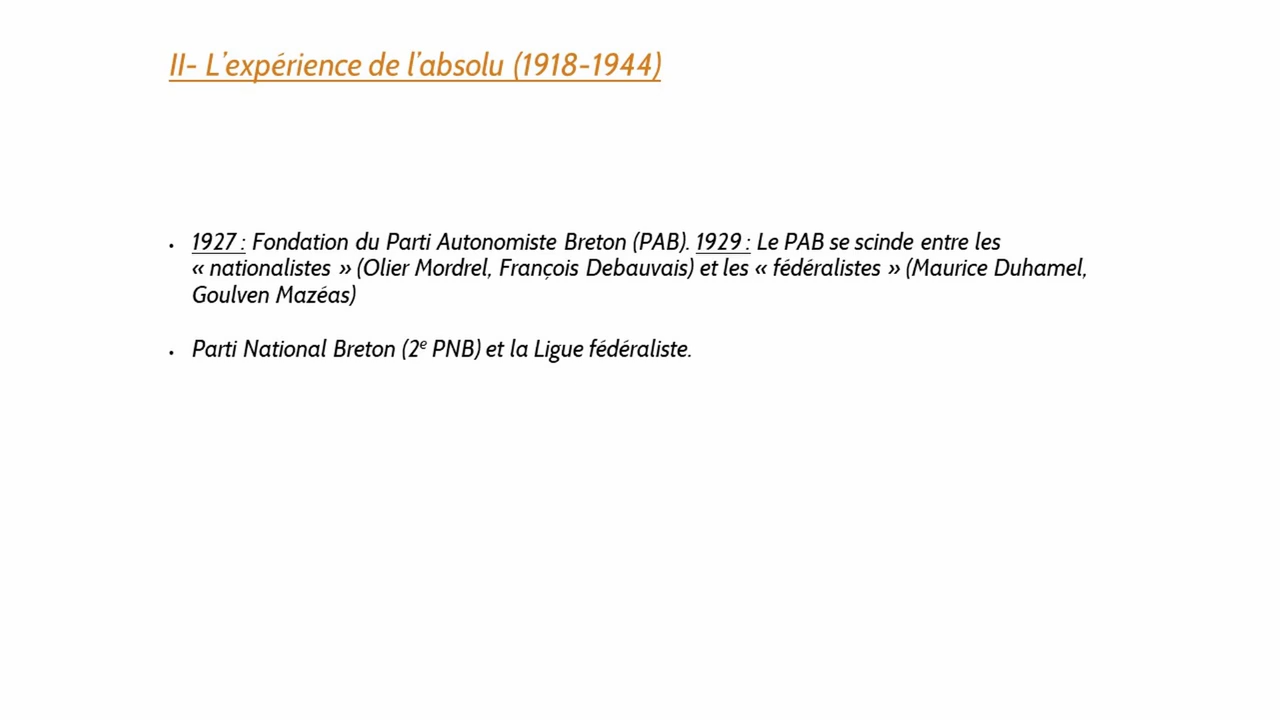 II- L'expérience de l'absolu (1918-1944)
• 1927 : Fondation du Parti Autonomiste Breton (PAB). 1929 : Le PAB se scinde entre les
« nationalistes » (Olier Mordrel, François Debauvais) et les « fédéralistes » (Maurice Duhamel,
Goulven Mazéas)
• Parti National Breton (2e PNB) et la Ligue fédéraliste.